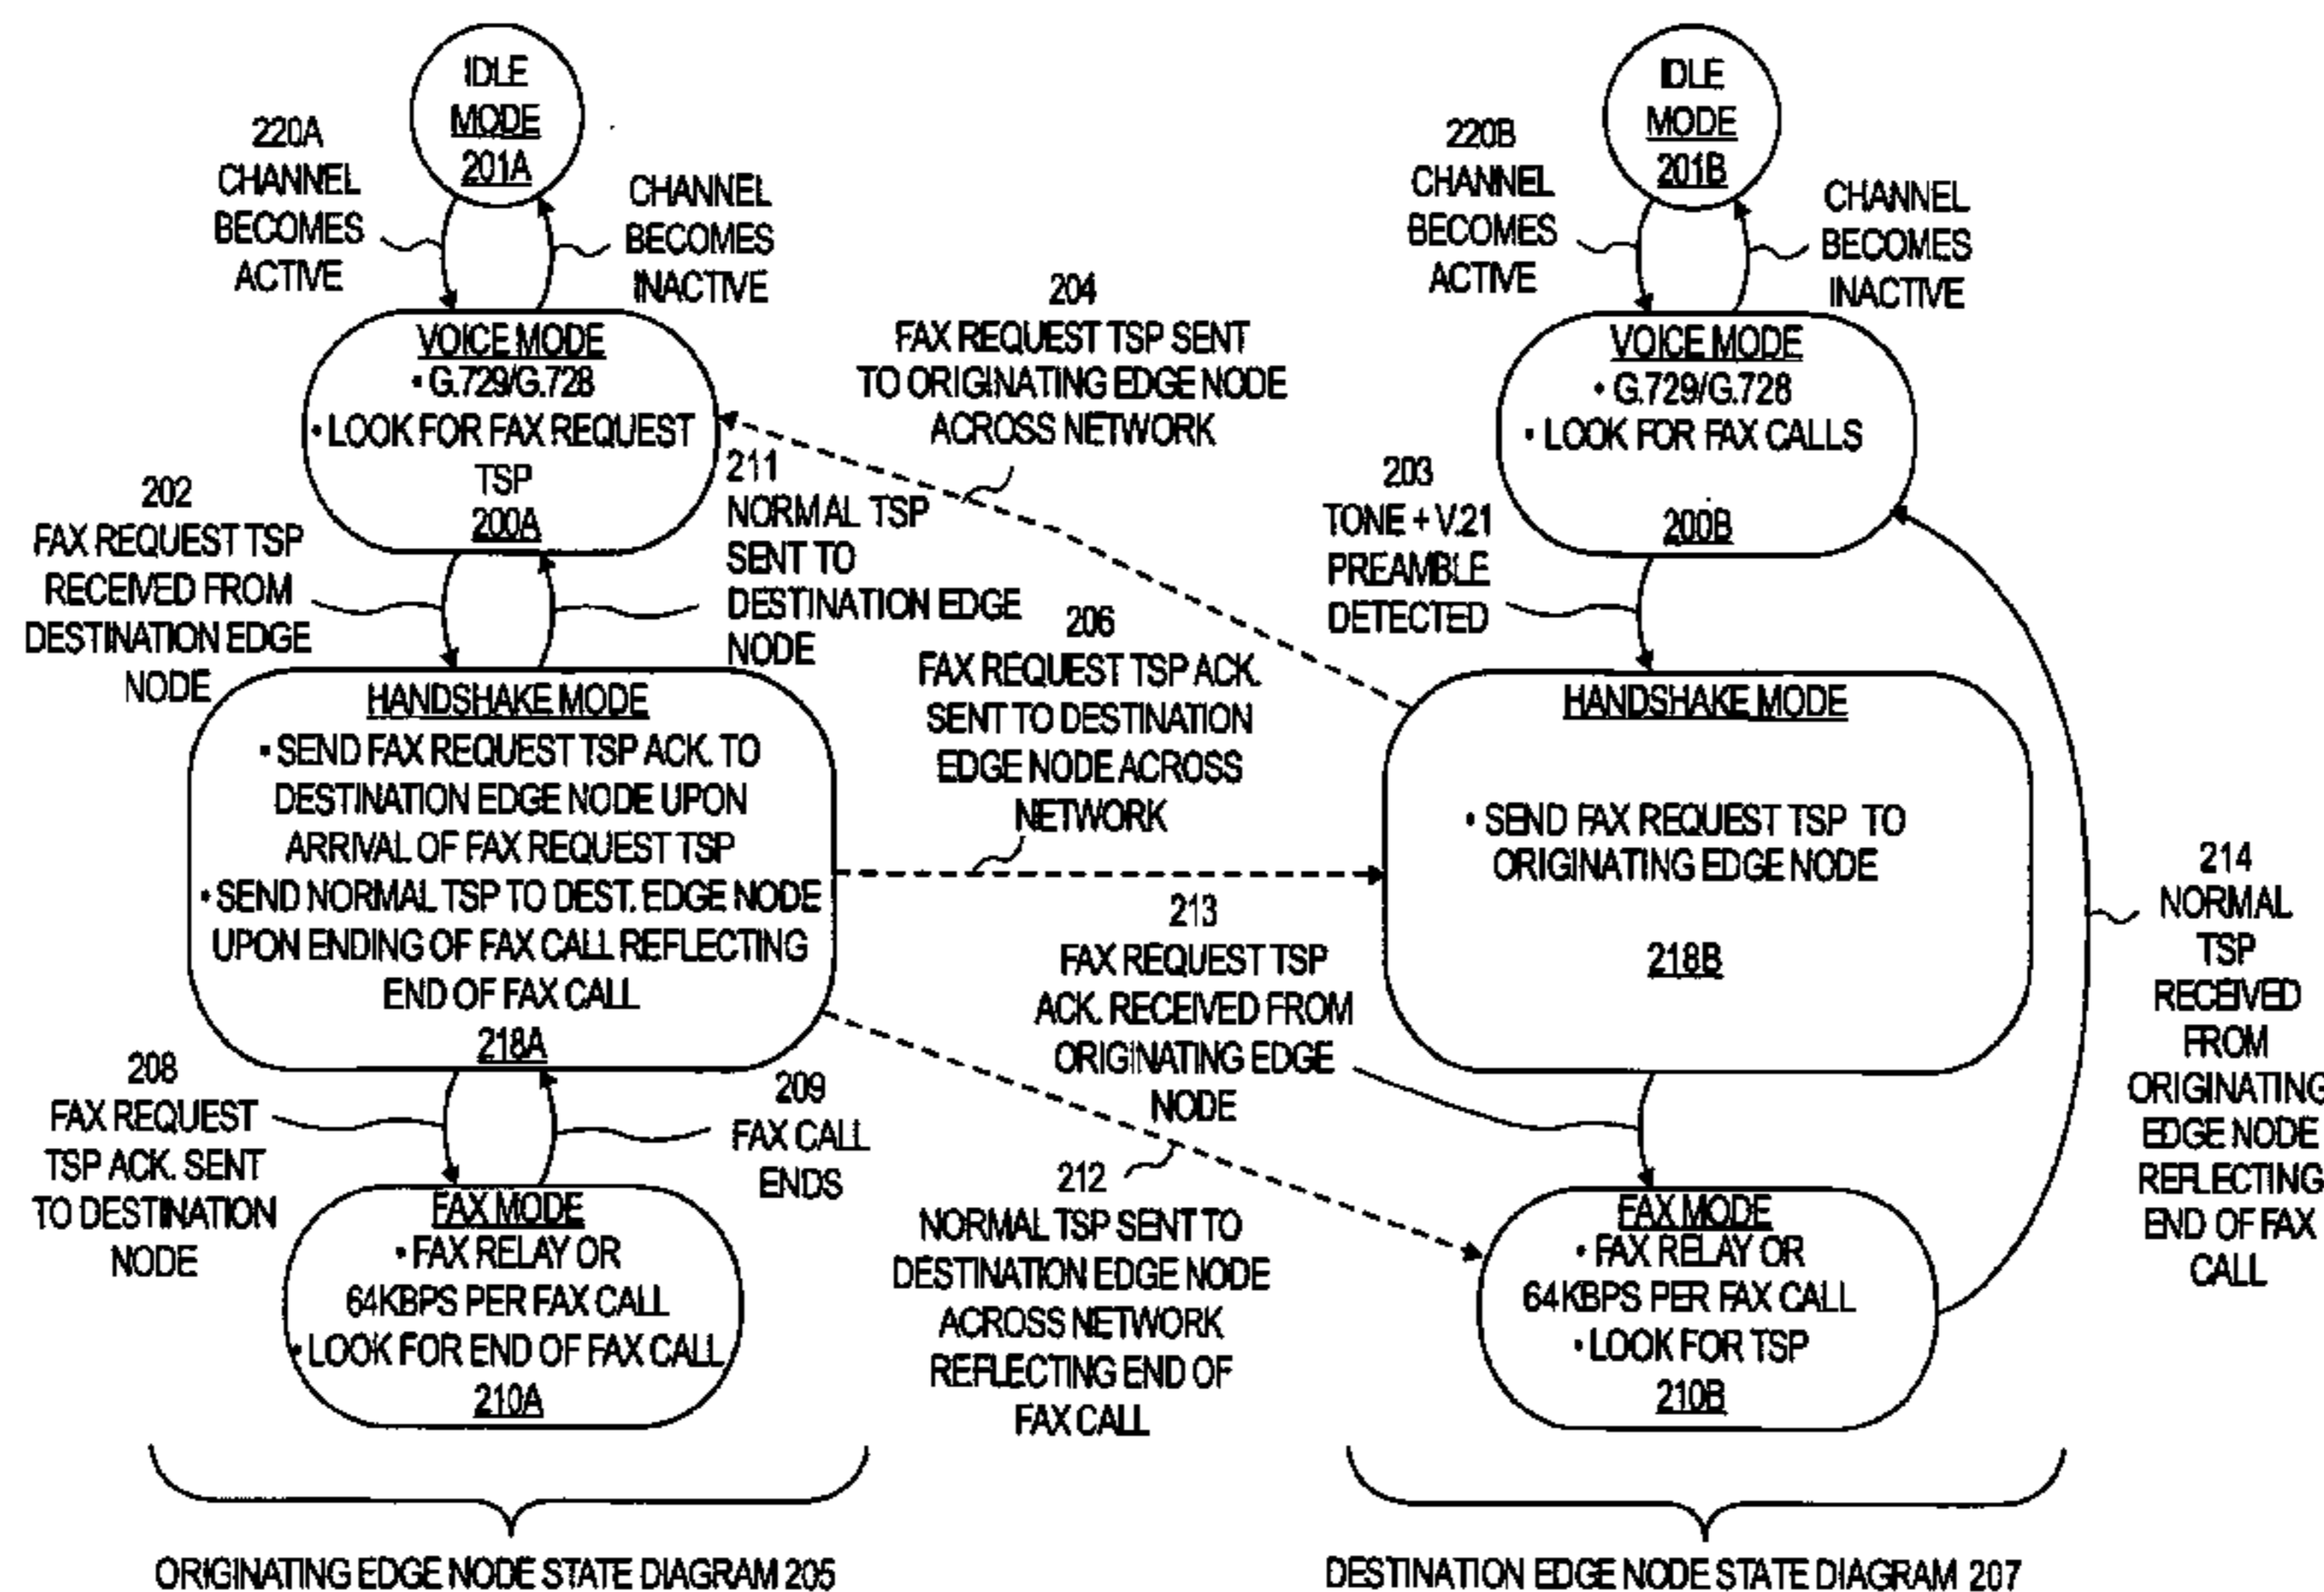 IDLE
MODE
201A
220A
CHANNEL
BECOMES
ACTIVE
CHANNEL
BECOMES
INACTIVE
VOICE MODE
• G.729/G.728
• LOOK FOR FAX REQUEST
TSP
200A
202
FAX REQUEST TSP
RECEIVED FROM
DESTINATION EDGE
NODE
211
NORMAL TSP
SENT TO
DESTINATION EDGE
NODE
HANDSHAKE MODE
• SEND FAX REQUEST TSP ACK. TO
DESTINATION EDGE NODE UPON
ARRIVAL OF FAX REQUEST TSP
• SEND NORMAL TSP TO DEST. EDGE NODE
UPON ENDING OF FAX CALL REFLECTING
END OF FAX CALL
218A
208
FAX REQUEST
TSP ACK. SENT
TO DESTINATION
NODE
209
FAX CALL
ENDS
FAX MODE
• FAX RELAY OR
64KBPS PER FAX CALL
• LOOK FOR END OF FAX CALL
210A
ORIGINATING EDGE NODE STATE DIAGRAM 205
204
FAX REQUEST TSP SENT
TO ORIGINATING EDGE NODE
ACROSS NETWORK
206
FAX REQUEST TSP ACK.
SENT TO DESTINATION
EDGE NODE ACROSS
NETWORK
213
FAX REQUEST TSP
ACK. RECEIVED FROM
ORIGINATING EDGE
NODE
212
NORMAL TSP SENT TO
DESTINATION EDGE NODE
ACROSS NETWORK
REFLECTING END OF
FAX CALL
IDLE
MODE
201B
220B
CHANNEL
BECOMES
ACTIVE
CHANNEL
BECOMES
INACTIVE
VOICE MODE
• G.729/G.728
• LOOK FOR FAX CALLS
200B
203
TONE + V.21
PREAMBLE
DETECTED
HANDSHAKE MODE
• SEND FAX REQUEST TSP TO
ORIGINATING EDGE NODE
218B
214
NORMAL
TSP
RECEIVED
FROM
ORIGINATING
EDGE NODE
REFLECTING
END OF FAX
CALL
FAX MODE
• FAX RELAY OR
64KBPS PER FAX CALL
• LOOK FOR TSP
210B
DESTINATION EDGE NODE STATE DIAGRAM 207